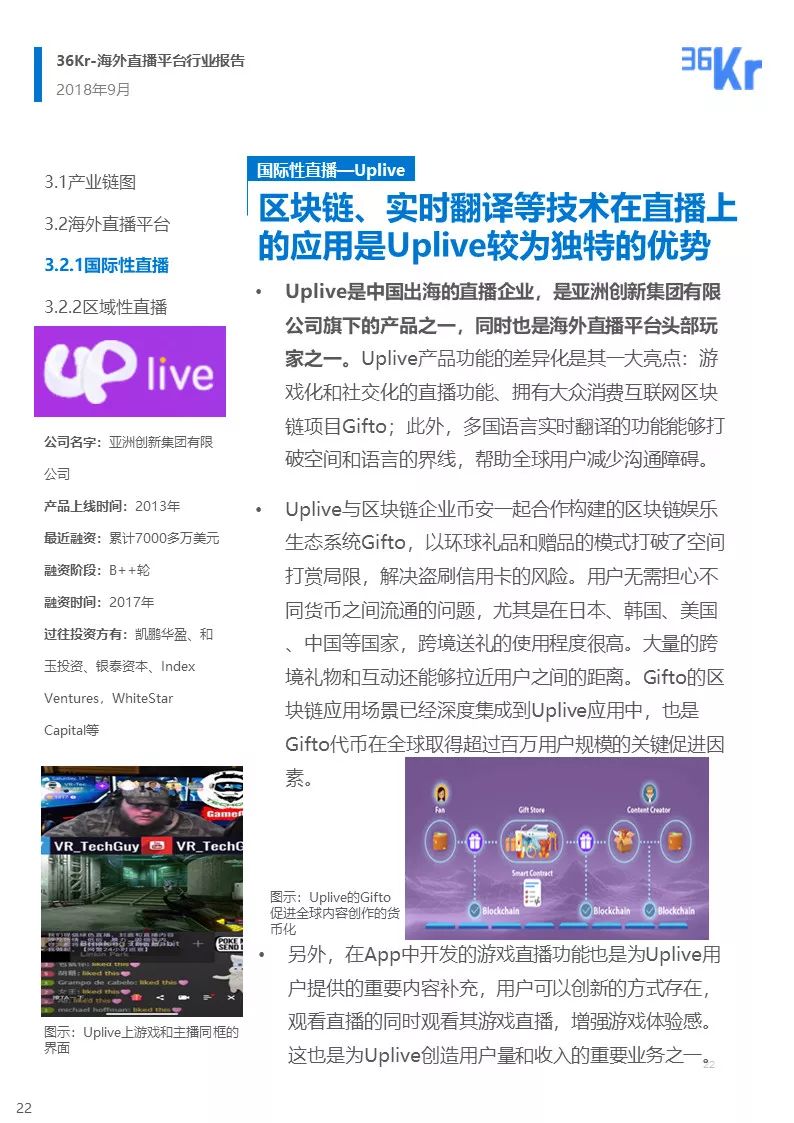 36Kr-海外直播平台行业报告
2018年9月
36Kr
3.1产业链图
3.2海外直播平台
3.2.1国际性直播
3.2.2区域性直播
UP live
公司名字：亚洲创新集团有限
公司
产品上线时间：2013年
最近融资：累计7000多万美元
融资阶段：B++轮
融资时间：2017年
过往投资方有：凯鹏华盈、和
玉投资、银泰资本、Index
Ventures，WhiteStar
Capital等
国际性直播—Uplive
区块链、实时翻译等技术在直播上
的应用是Uplive较为独特的优势
• Uplive是中国出海的直播企业，是亚洲创新集团有限
公司旗下的产品之一，同时也是海外直播平台头部玩
家之一。Uplive产品功能的差异化是其一大亮点：游
戏化和社交化的直播功能、拥有大众消费互联网区块
链项目Gifto；此外，多国语言实时翻译的功能能够打
破空间和语言的界线，帮助全球用户减少沟通障碍。
• Uplive与区块链企业币安一起合作构建的区块链娱乐
生态系统Gifto，以环球礼品和赠品的模式打破了空间
打赏局限，解决盗刷信用卡的风险。用户无需担心不
同货币之间流通的问题，尤其是在日本、韩国、美国
、中国等国家，跨境送礼的使用程度很高。大量的跨
境礼物和互动还能够拉近用户之间的距离。Gifto的区
块链应用场景已经深度集成到Uplive应用中，也是
Gifto代币在全球取得超过百万用户规模的关键促进因
素。
VR_TechGuy
VR_TechG
Linkin Park
liked this
Grampo de cabelo: liked this
liked this
michael hoffman: liked this
POKE M
SEND
图示：Uplive上游戏和主播同框的
界面
Fan
Gift Store
Content Creator
Smart Contract
Blockchain
Blockchain
Blockchain
图示：Uplive的Gifto
促进全球内容创作的货
币化
• 另外，在App中开发的游戏直播功能也是为Uplive用
户提供的重要内容补充，用户可以创新的方式存在，
观看直播的同时观看其游戏直播，增强游戏体验感。
这也是为Uplive创造用户量和收入的重要业务之一。
22
22